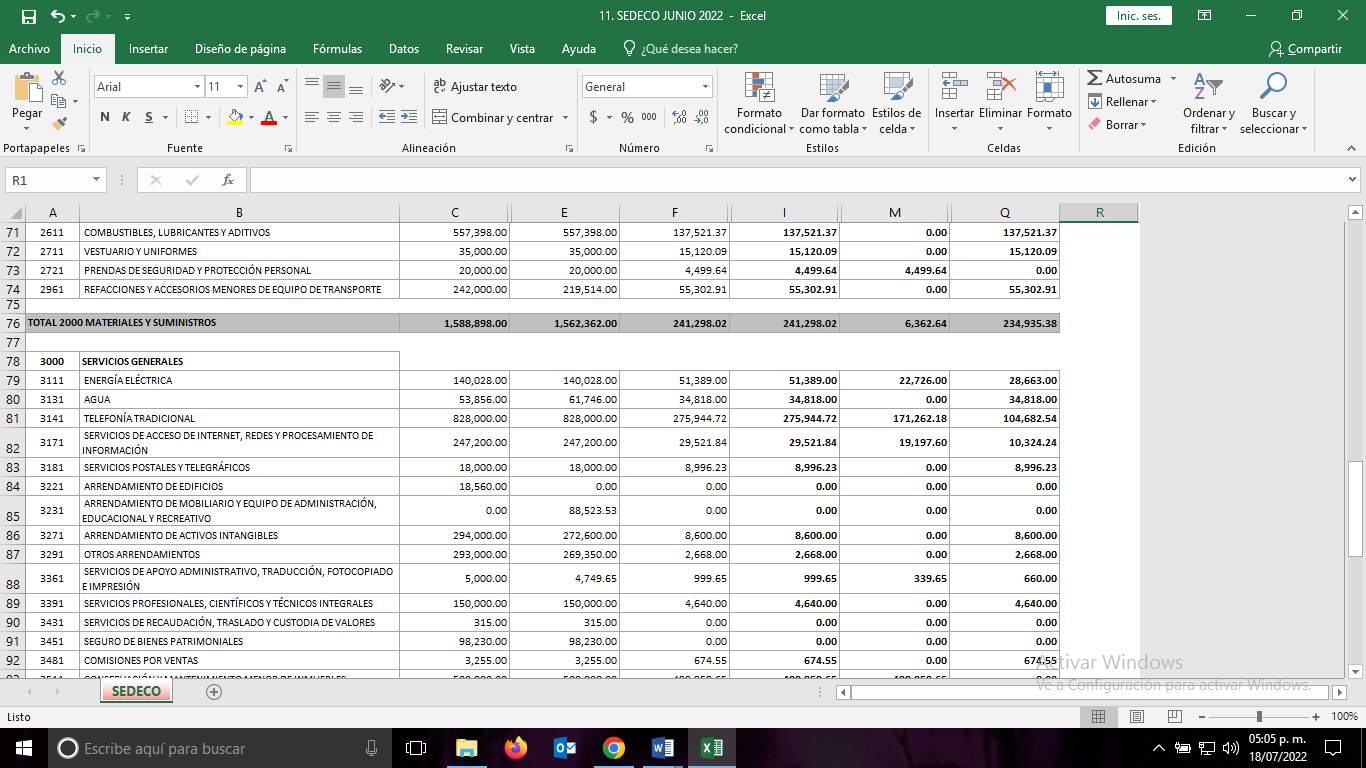 11. SEDECO JUNIO 2022 - Excel
Inic. ses.
Archivo Inicio Insertar Diseño de página Fórmulas Datos Revisar Vista Ayuda ¿Qué desea hacer? Compartir
Pegar
Portapapeles
Arial 11
N K S
Fuente
Ajustar texto
Combinar y centrar
Alineación
General
$ % 000
Número
Formato condicional
Dar formato como tabla
Estilos de celda
Estilos
Insertar Eliminar Formato
Celdas
Autosuma
Rellenar
Borrar
Ordenar y filtrar
Buscar y seleccionar
Edición
R1 fx
A B C E F I M Q R
71 2611 COMBUSTIBLES, LUBRICANTES Y ADITIVOS 557,398.00 557,398.00 137,521.37 137,521.37 0.00 137,521.37
72 2711 VESTUARIO Y UNIFORMES 35,000.00 35,000.00 15,120.09 15,120.09 0.00 15,120.09
73 2721 PRENDAS DE SEGURIDAD Y PROTECCIÓN PERSONAL 20,000.00 20,000.00 4,499.64 4,499.64 4,499.64 0.00
74 2961 REFACCIONES Y ACCESORIOS MENORES DE EQUIPO DE TRANSPORTE 242,000.00 219,514.00 55,302.91 55,302.91 0.00 55,302.91
75
76 TOTAL 2000 MATERIALES Y SUMINISTROS 1,588,898.00 1,562,362.00 241,298.02 241,298.02 6,362.64 234,935.38
77
78 3000 SERVICIOS GENERALES
79 3111 ENERGÍA ELÉCTRICA 140,028.00 140,028.00 51,389.00 51,389.00 22,726.00 28,663.00
80 3131 AGUA 53,856.00 61,746.00 34,818.00 34,818.00 0.00 34,818.00
81 3141 TELEFONÍA TRADICIONAL 828,000.00 828,000.00 275,944.72 275,944.72 171,262.18 104,682.54
82 3171 SERVICIOS DE ACCESO DE INTERNET, REDES Y PROCESAMIENTO DE
INFORMACIÓN 247,200.00 247,200.00 29,521.84 29,521.84 19,197.60 10,324.24
83 3181 SERVICIOS POSTALES Y TELEGRÁFICOS 18,000.00 18,000.00 8,996.23 8,996.23 0.00 8,996.23
84 3221 ARRENDAMIENTO DE EDIFICIOS 18,560.00 0.00 0.00 0.00 0.00 0.00
85 3231 ARRENDAMIENTO DE MOBILIARIO Y EQUIPO DE ADMINISTRACIÓN,
EDUCACIONAL Y RECREATIVO 0.00 88,523.53 0.00 0.00 0.00 0.00
86 3271 ARRENDAMIENTO DE ACTIVOS INTANGIBLES 294,000.00 272,600.00 8,600.00 8,600.00 0.00 8,600.00
87 3291 OTROS ARRENDAMIENTOS 293,000.00 269,350.00 2,668.00 2,668.00 0.00 2,668.00
88 3361 SERVICIOS DE APOYO ADMINISTRATIVO, TRADUCCIÓN, FOTOCOPIADO
E IMPRESIÓN 5,000.00 4,749.65 999.65 999.65 339.65 660.00
89 3391 SERVICIOS PROFESIONALES, CIENTÍFICOS Y TÉCNICOS INTEGRALES 150,000.00 150,000.00 4,640.00 4,640.00 0.00 4,640.00
90 3431 SERVICIOS DE RECAUDACIÓN, TRASLADO Y CUSTODIA DE VALORES 315.00 315.00 0.00 0.00 0.00 0.00
91 3451 SEGURO DE BIENES PATRIMONIALES 98,230.00 98,230.00 0.00 0.00 0.00 0.00
92 3481 COMISIONES POR VENTAS 3,255.00 3,255.00 674.55 674.55 0.00 674.55
Activar Windows
Ve a Configuración para activar Windows.
SEDECO
Listo 100%
Escribe aquí para buscar
05:05 p. m.
18/07/2022